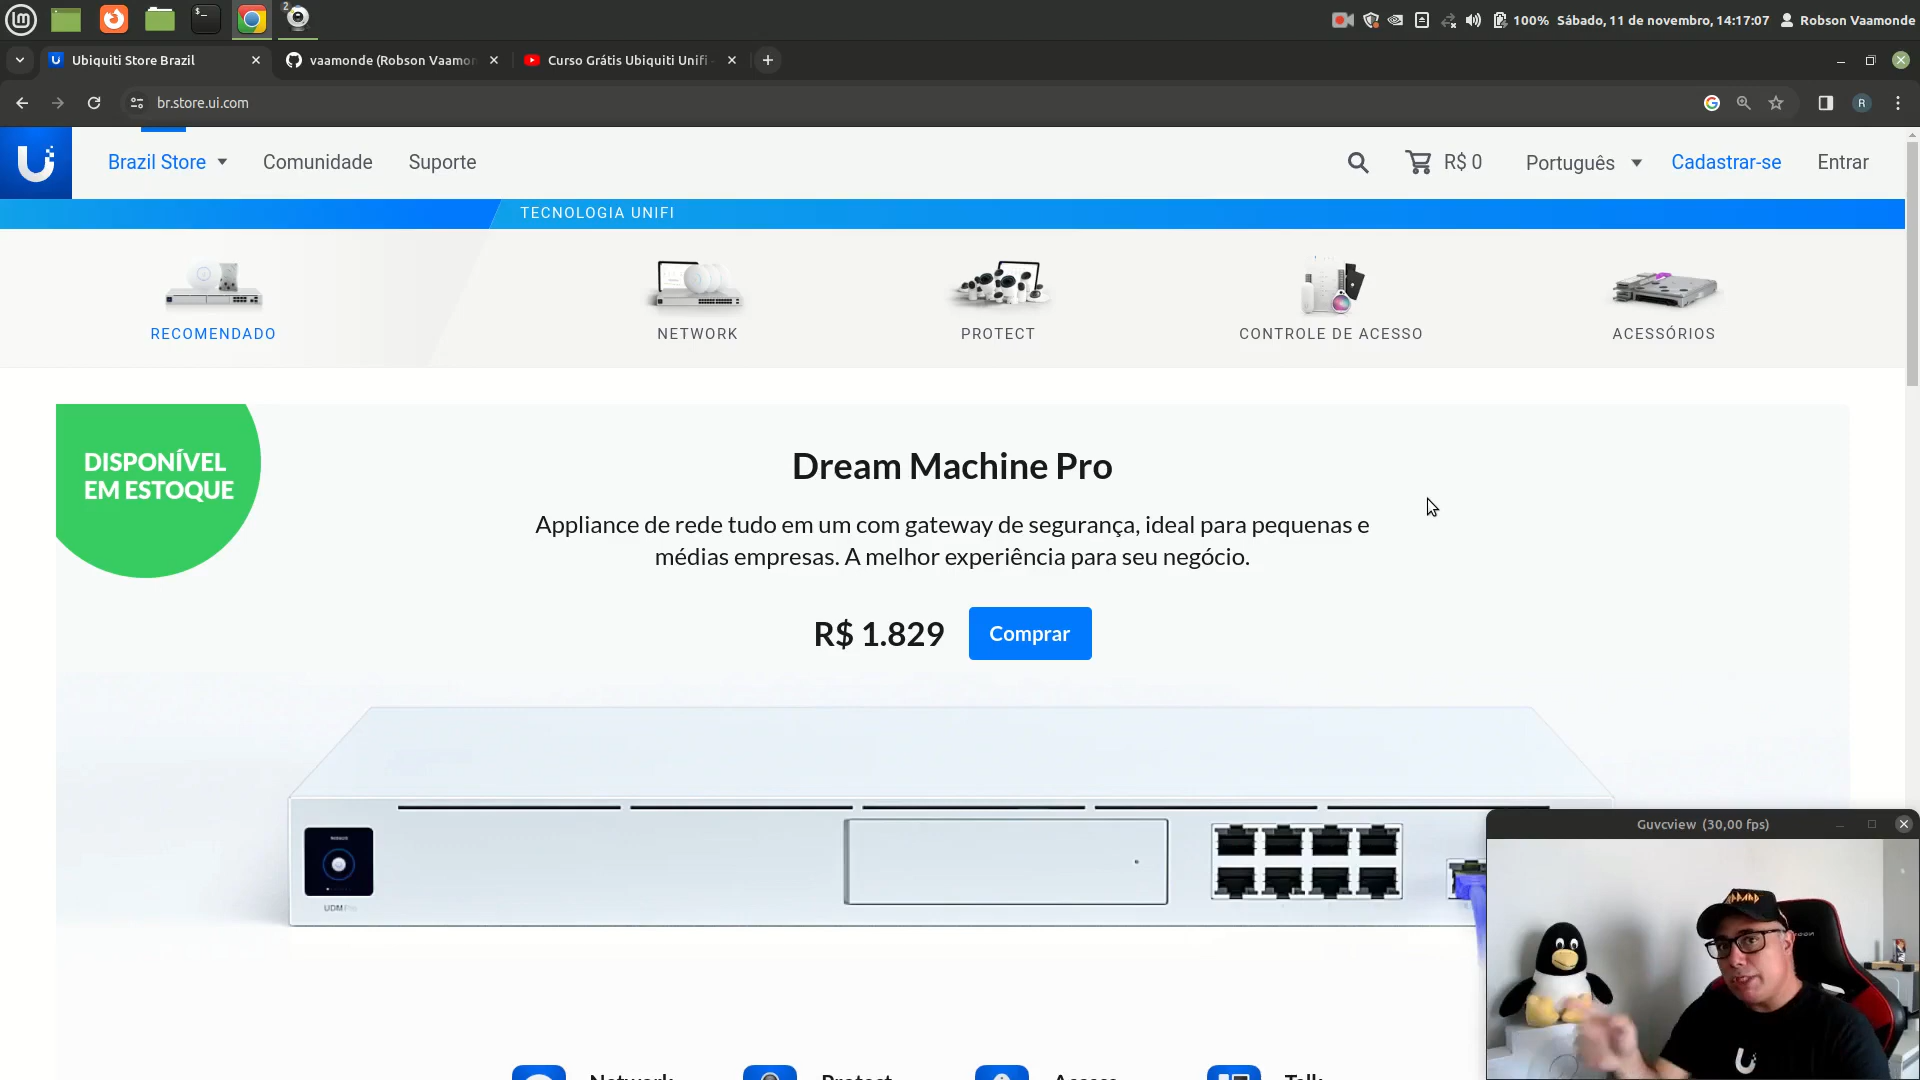 100% Sábado, 11 de novembro, 14:17:07 Robson Vaamonde
Ubiquiti Store Brazil
vaamonde (Robson Vaamon
Curso Grátis Ubiquiti Unifi
br.store.ui.com
R
Brazil Store
Comunidade
Suporte
R$ 0
Português
Cadastrar-se
Entrar
TECNOLOGIA UNIFI
RECOMENDADO
NETWORK
PROTECT
CONTROLE DE ACESSO
ACESSÓRIOS
DISPONÍVEL
EM ESTOQUE
Dream Machine Pro
Appliance de rede tudo em um com gateway de segurança, ideal para pequenas e
médias empresas. A melhor experiência para seu negócio.
R$ 1.829
Comprar
UDM Pro
Guvcview (30,00 fps)
Network
Protect
Access
Talk